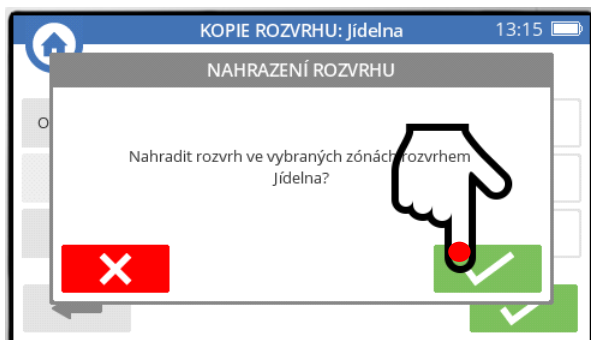 KOPIE ROZVRHU: Jídelna 13:15
NAHRAZENÍ ROZVRHU
O
Nahradit rozvrh ve vybraných zónách rozvrhem
Jídelna?